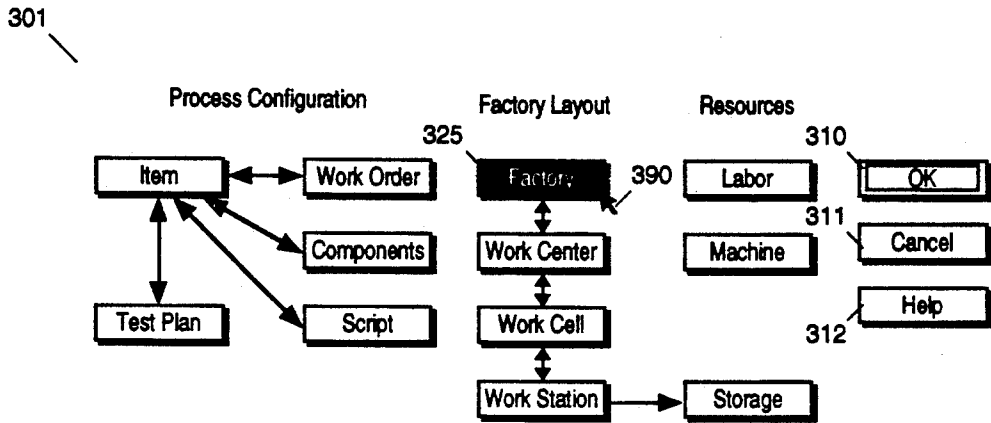 301
Process Configuration
Factory Layout
Resources
325
310
Item
Work Order
Factory
390
Labor
OK
311
Components
Work Center
Machine
Cancel
Test Plan
Script
Work Cell
Help
312
Work Station
Storage